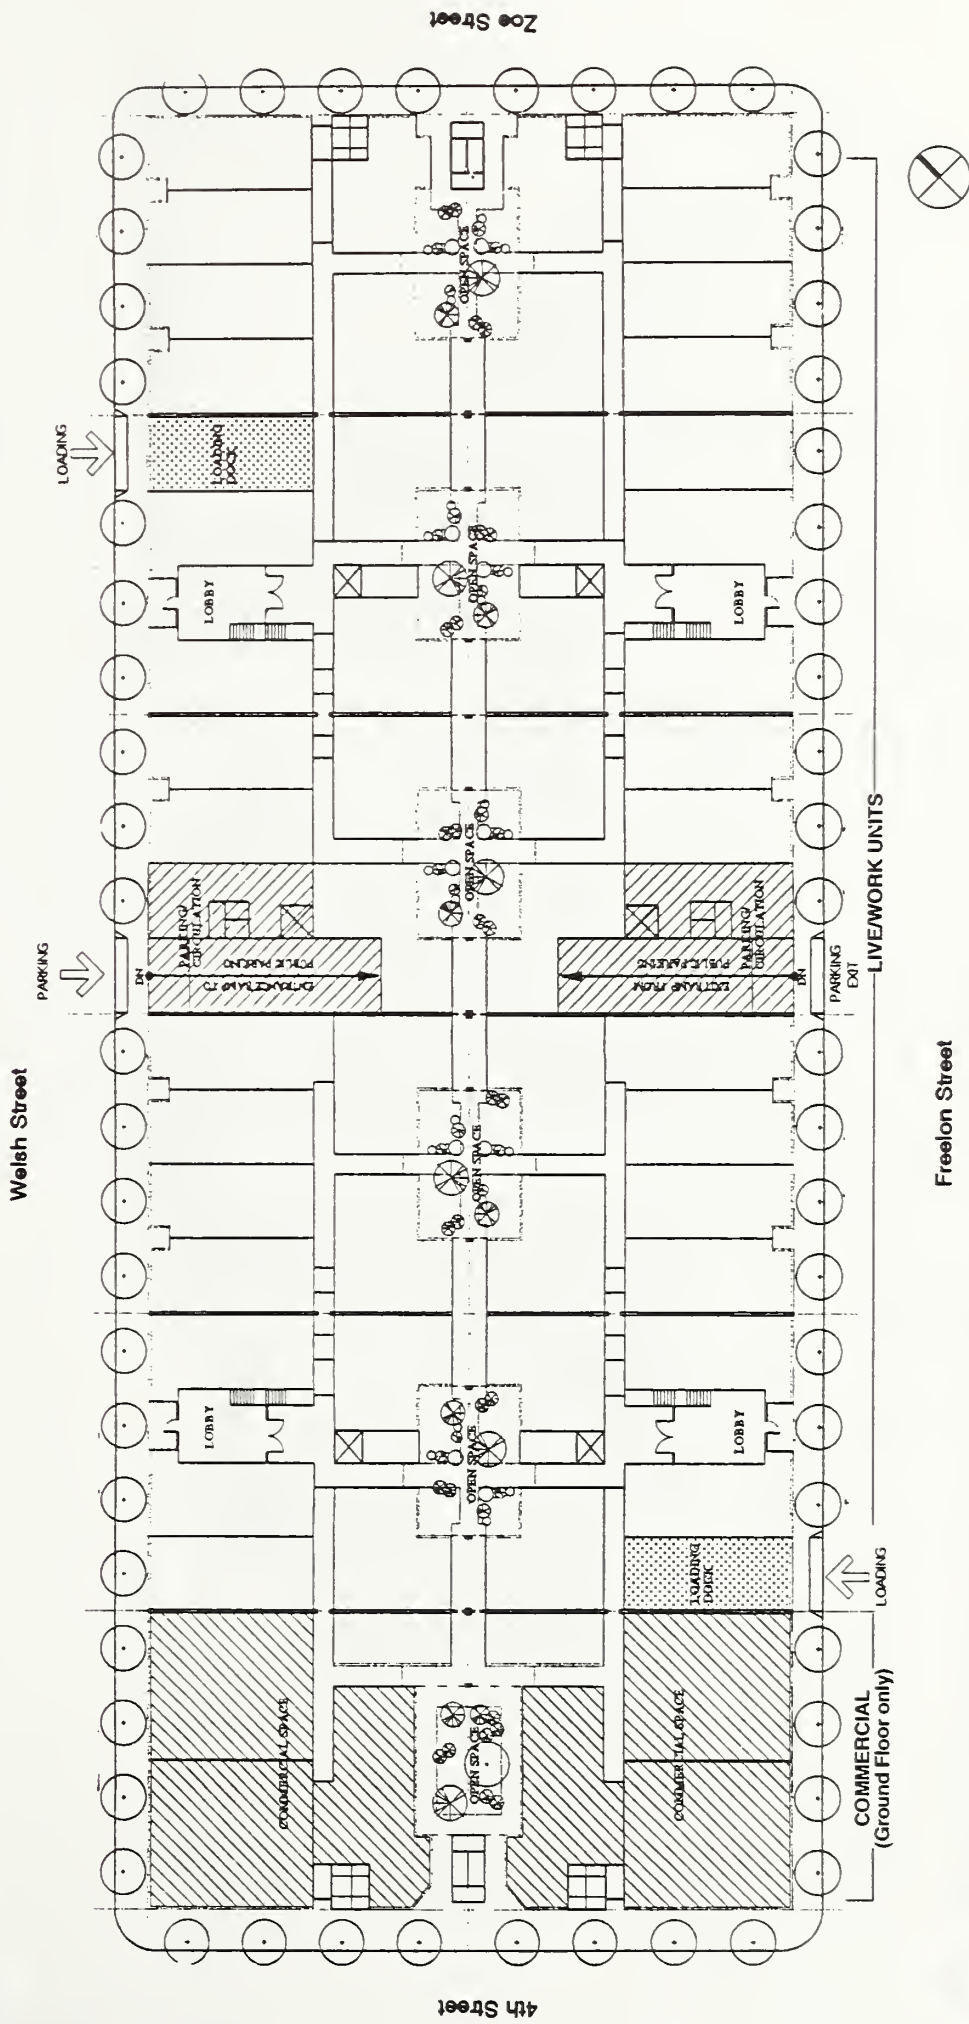 Zoe Street
Welsh Street
LOADING
PARKING
LOADING
DOCK
LOBBY
LOBBY
PARKING/
CIRCULATION
ENTRANCE TO
PUBLIC PARKING
DN
LOBBY
LOBBY
COMMERCIAL SPACE
OPEN SPACE
OPEN SPACE
OPEN SPACE
OPEN SPACE
OPEN SPACE
OPEN SPACE
PARKING/
CIRCULATION
EXIT RAMP FROM
PUBLIC PARKING
DN
PARKING
EXIT
LOADING
DOCK
LOADING
COMMERCIAL SPACE
LIVE/WORK UNITS
COMMERCIAL
(Ground Floor only)
Freelon Street
4th Street